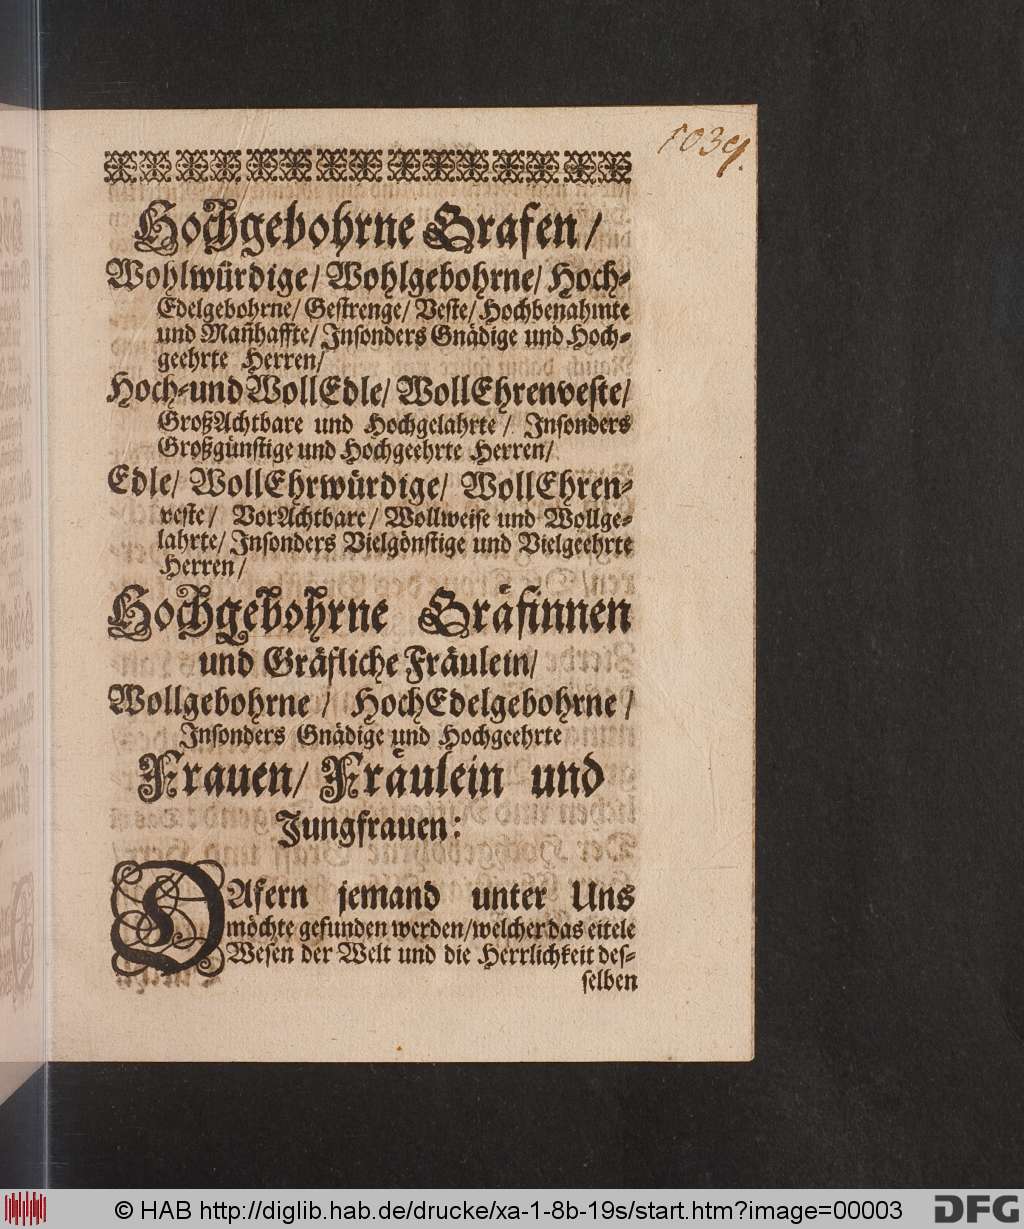 1039.
Hochgebohrne Grafen/
Wohlwürdige/ Wohlgebohrne/ Hoch-
Edelgebohrne/ Gestrenge/ Veste/ Hochbenahmte
und Mañhaffte/ Insonders Gnädige und Hoch-
geehrte Herren/
Hoch- und WollEdle/ WollEhrenveste/
GroßAchtbare und Hochgelahrte/ Insonders
Großgünstige und Hochgeehrte Herren/
Edle/ WollEhrwürdige/ WollEhren-
veste/ VorAchtbare/ Wollweise und Wollge-
lahrte/ Insonders Vielgönstige und Vielgeehrte
Herren/
Hochgebohrne Gräfinnen
und Gräfliche Fräulein/
Wollgebohrne/ HochEdelgebohrne/
Insonders Gnädige und Hochgeehrte
Frauen/ Fräulein und
Jungfrauen:
DAfern jemand unter Uns
möchte gefunden werden/ welcher das eitele
Wesen der Welt und die Herrlichkeit des-
selben
© HAB http://diglib.hab.de/drucke/xa-1-8b-19s/start.htm?image=00003
DFG